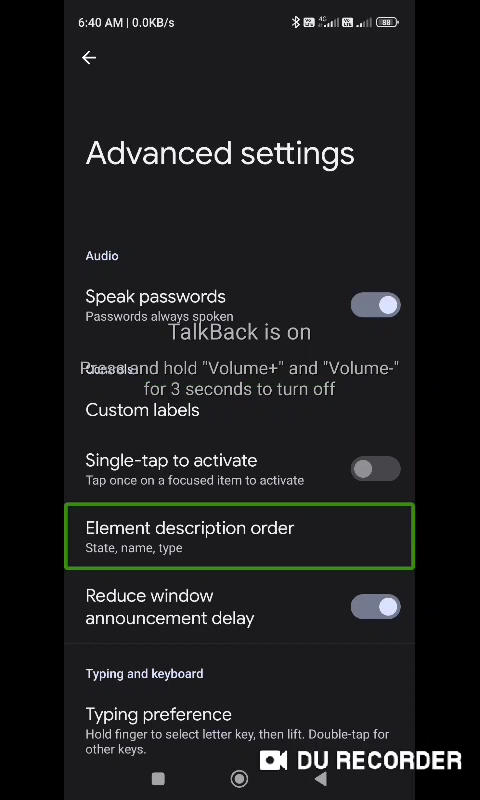 6:40 AM | 0.0KB/s
4G
88
Advanced settings
Audio
Speak passwords
Passwords always spoken
TalkBack is on
Controls
Press and hold "Volume+" and "Volume-"
for 3 seconds to turn off
Custom labels
Single-tap to activate
Tap once on a focused item to activate
Element description order
State, name, type
Reduce window
announcement delay
Typing and keyboard
Typing preference
Hold finger to select letter key, then lift. Double-tap for
other keys.
DU RECORDER